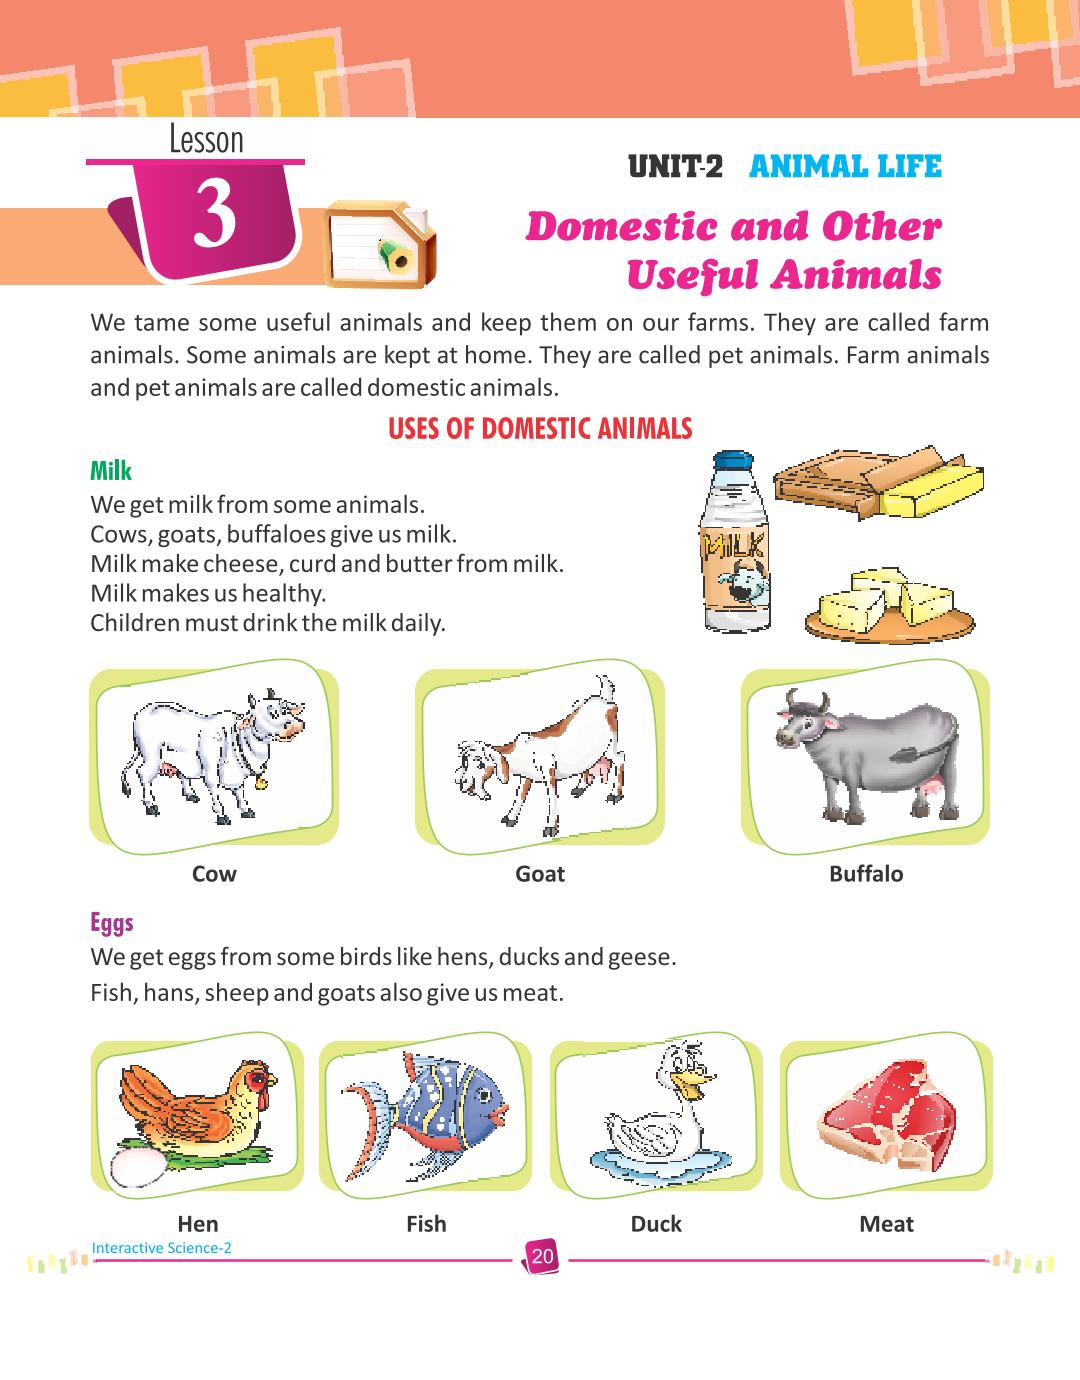 Lesson
3
UNIT-2 ANIMAL LIFE
Domestic and Other
Useful Animals
We tame some useful animals and keep them on our farms. They are called farm
animals. Some animals are kept at home. They are called pet animals. Farm animals
and pet animals are called domestic animals.
USES OF DOMESTIC ANIMALS
Milk
We get milk from some animals.
Cows, goats, buffaloes give us milk.
Milk make cheese, curd and butter from milk.
Milk makes us healthy.
Children must drink the milk daily.
MILK
Cow Goat Buffalo
Eggs
We get eggs from some birds like hens, ducks and geese.
Fish, hans, sheep and goats also give us meat.
Hen Fish Duck Meat
Interactive Science-2
20